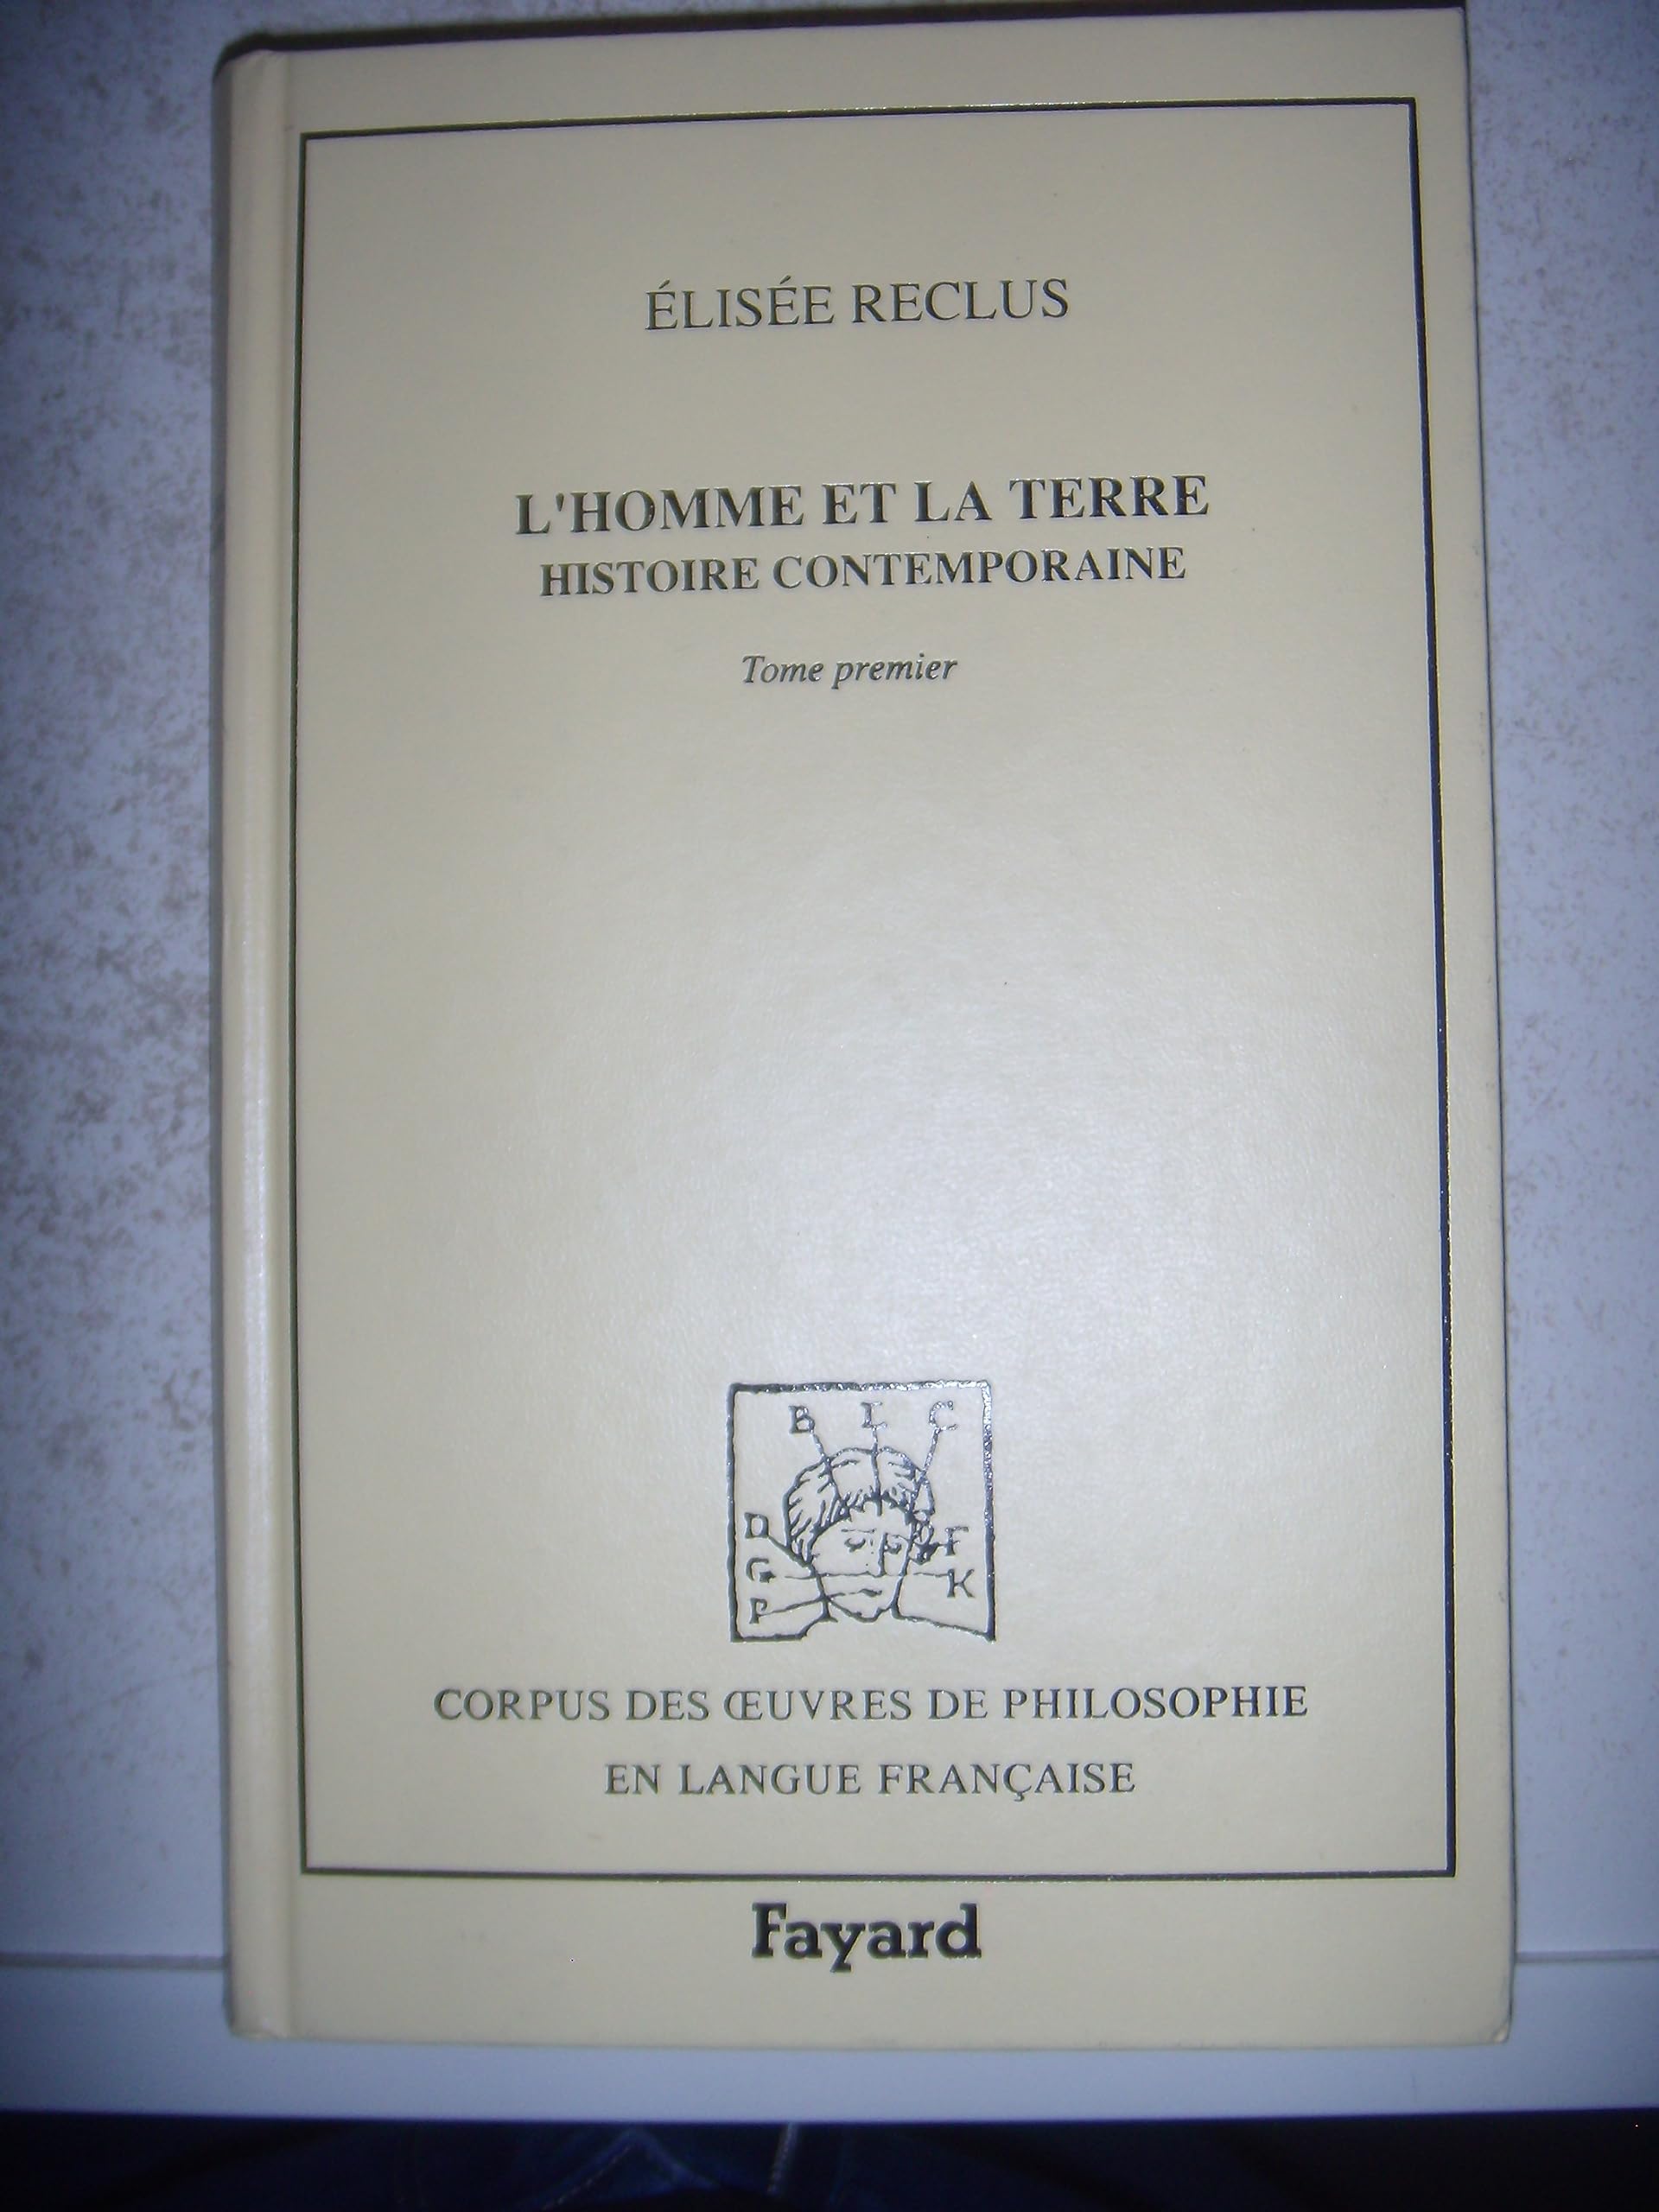 ÉLISÉE RECLUS
L'HOMME ET LA TERRE
HISTOIRE CONTEMPORAINE
Tome premier
B L C
D F
G K
P
CORPUS DES ŒUVRES DE PHILOSOPHIE
EN LANGUE FRANÇAISE
Fayard